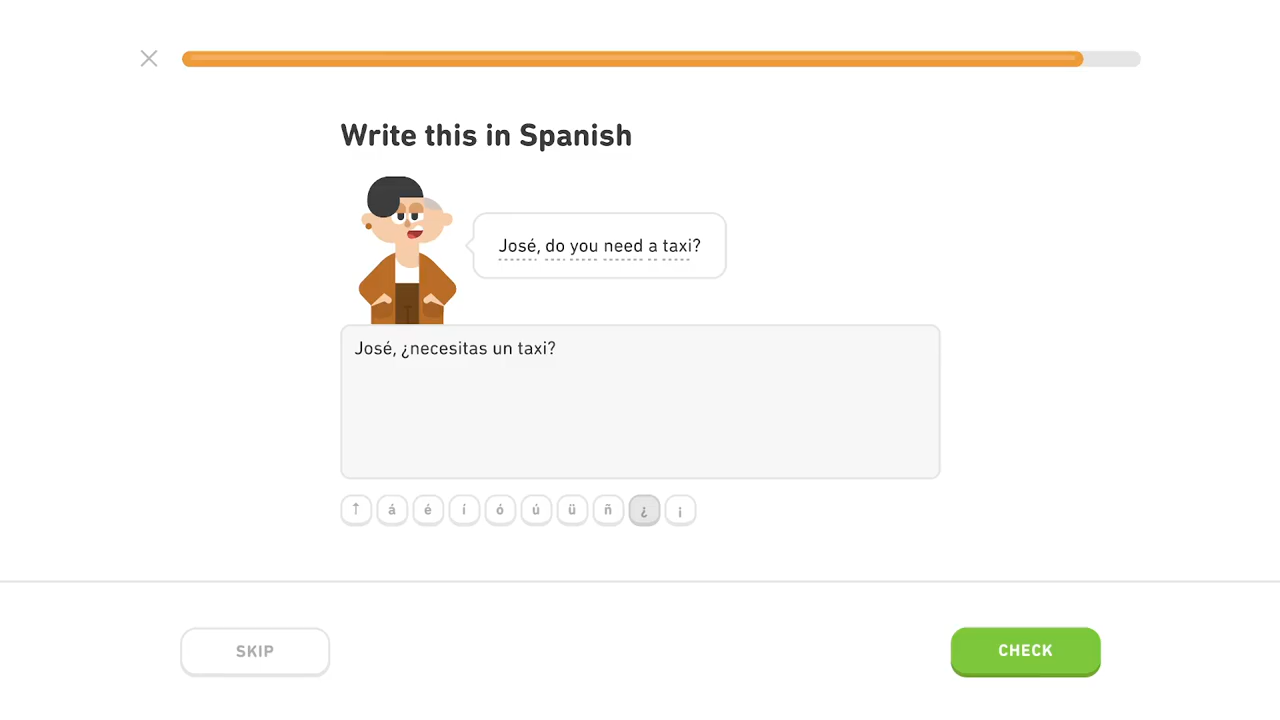 Write this in Spanish
José, do you need a taxi?
José, ¿necesitas un taxi?
↑ á é í ó ú ü ñ ¿ ¡
SKIP
CHECK